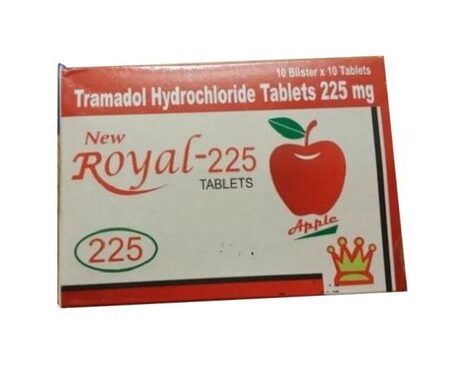 10 Blister x 10 Tablets
Tramadol Hydrochloride Tablets 225 mg
New
Royal-225
TABLETS
Apple
225